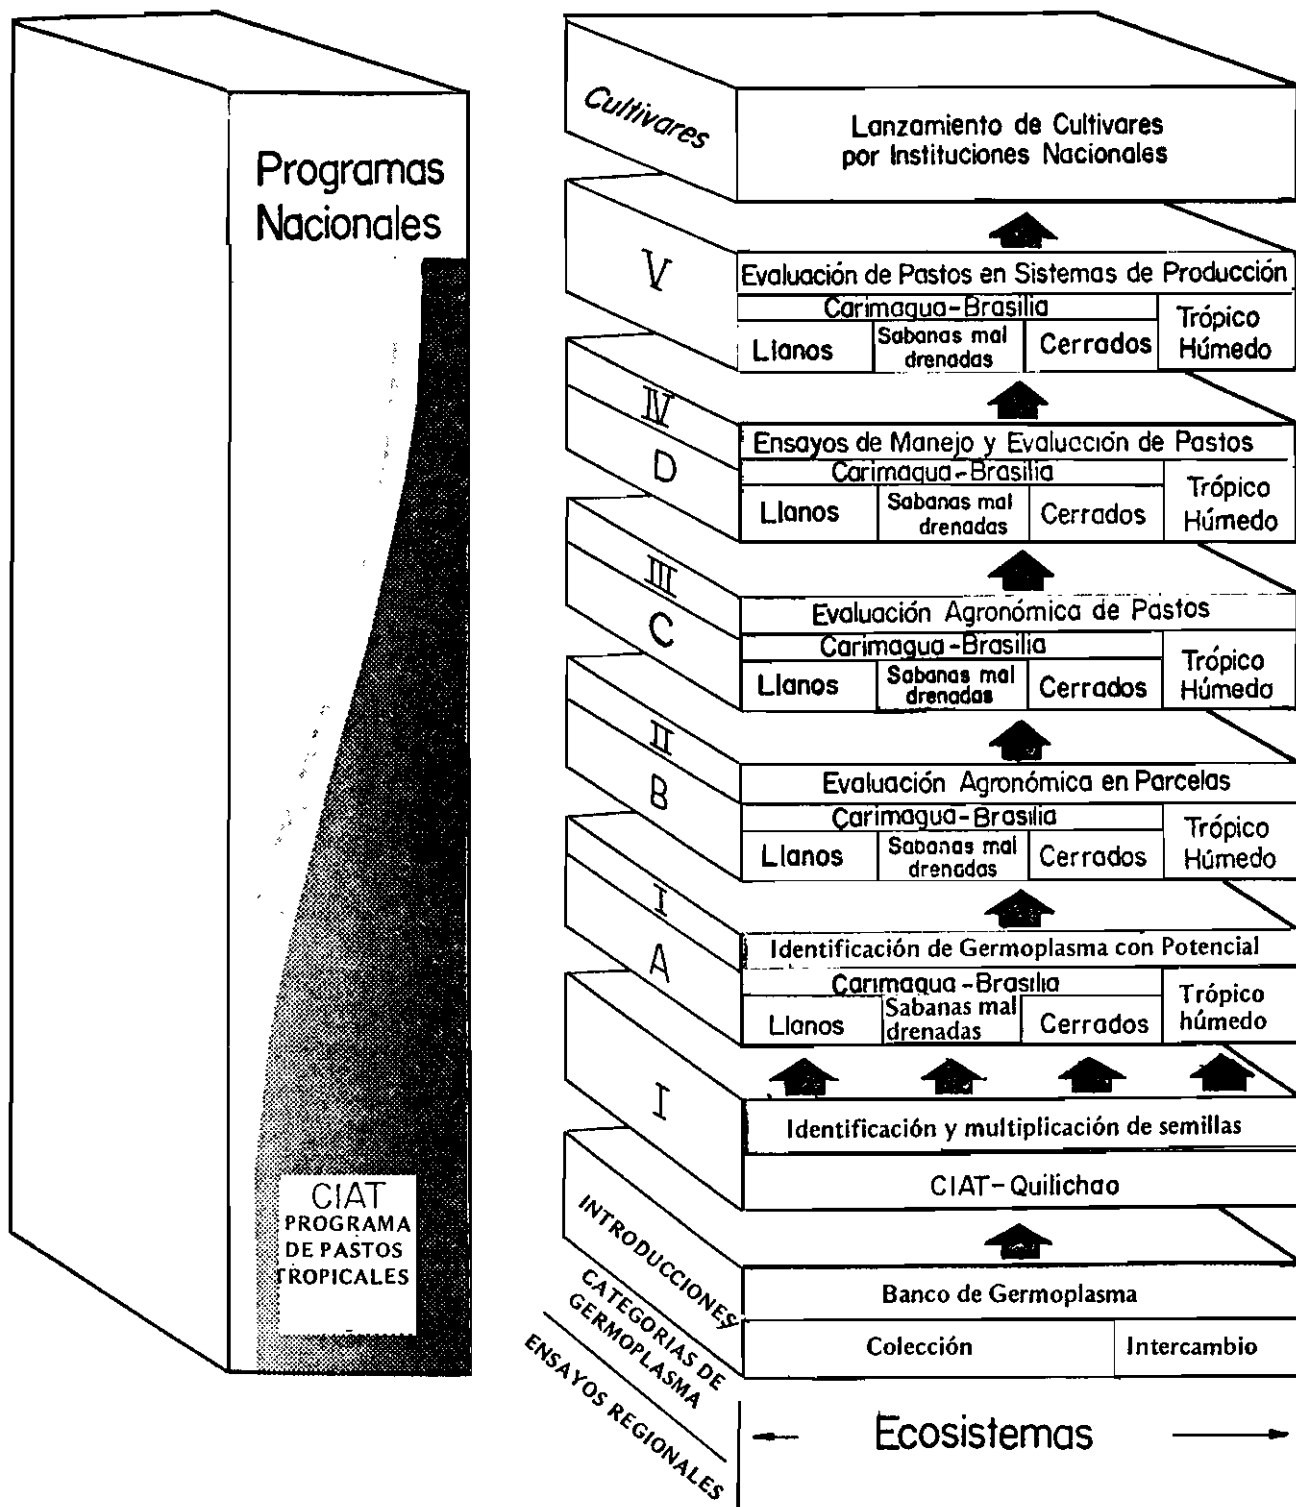 Programas
Nacionales
CIAT
PROGRAMA
DE PASTOS
TROPICALES
Cultivares
Lanzamiento de Cultivares
por Instituciones Nacionales
V
Evaluación de Pastos en Sistemas de Producción
Carimagua-Brasilia
Llanos
Sabanas mal
drenadas
Cerrados
Trópico
Húmedo
IV
D
Ensayos de Manejo y Evaluación de Pastos
Carimagua-Brasilia
Llanos
Sabanas mal
drenadas
Cerrados
Trópico
Húmedo
III
C
Evaluación Agronómica de Pastos
Carimagua-Brasilia
Llanos
Sabanas mal
drenadas
Cerrados
Trópico
Húmedo
II
B
Evaluación Agronómica en Parcelas
Carimagua-Brasilia
Llanos
Sabanas mal
drenadas
Cerrados
Trópico
Húmedo
I
A
Identificación de Germoplasma con Potencial
Carimagua-Brasilia
Llanos
Sabanas mal
drenadas
Cerrados
Trópico
húmedo
I
Identificación y multiplicación de semillas
CIAT-Quilichao
INTRODUCCIONES
Banco de Germoplasma
Colección
Intercambio
CATEGORIAS DE
GERMOPLASMA
ENSAYOS REGIONALES
Ecosistemas